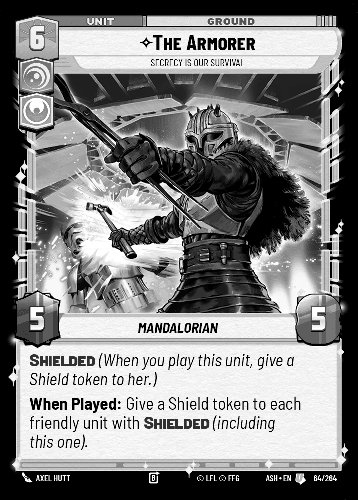 UNIT
GROUND
6
✧The Armorer
SECRECY IS OUR SURVIVAL
5
MANDALORIAN
5
SHIELDED (When you play this unit, give a
Shield token to her.)
When Played: Give a Shield token to each
friendly unit with SHIELDED (including
this one).
AXEL HUTT
© LFL © FFG
ASH • EN
64/264